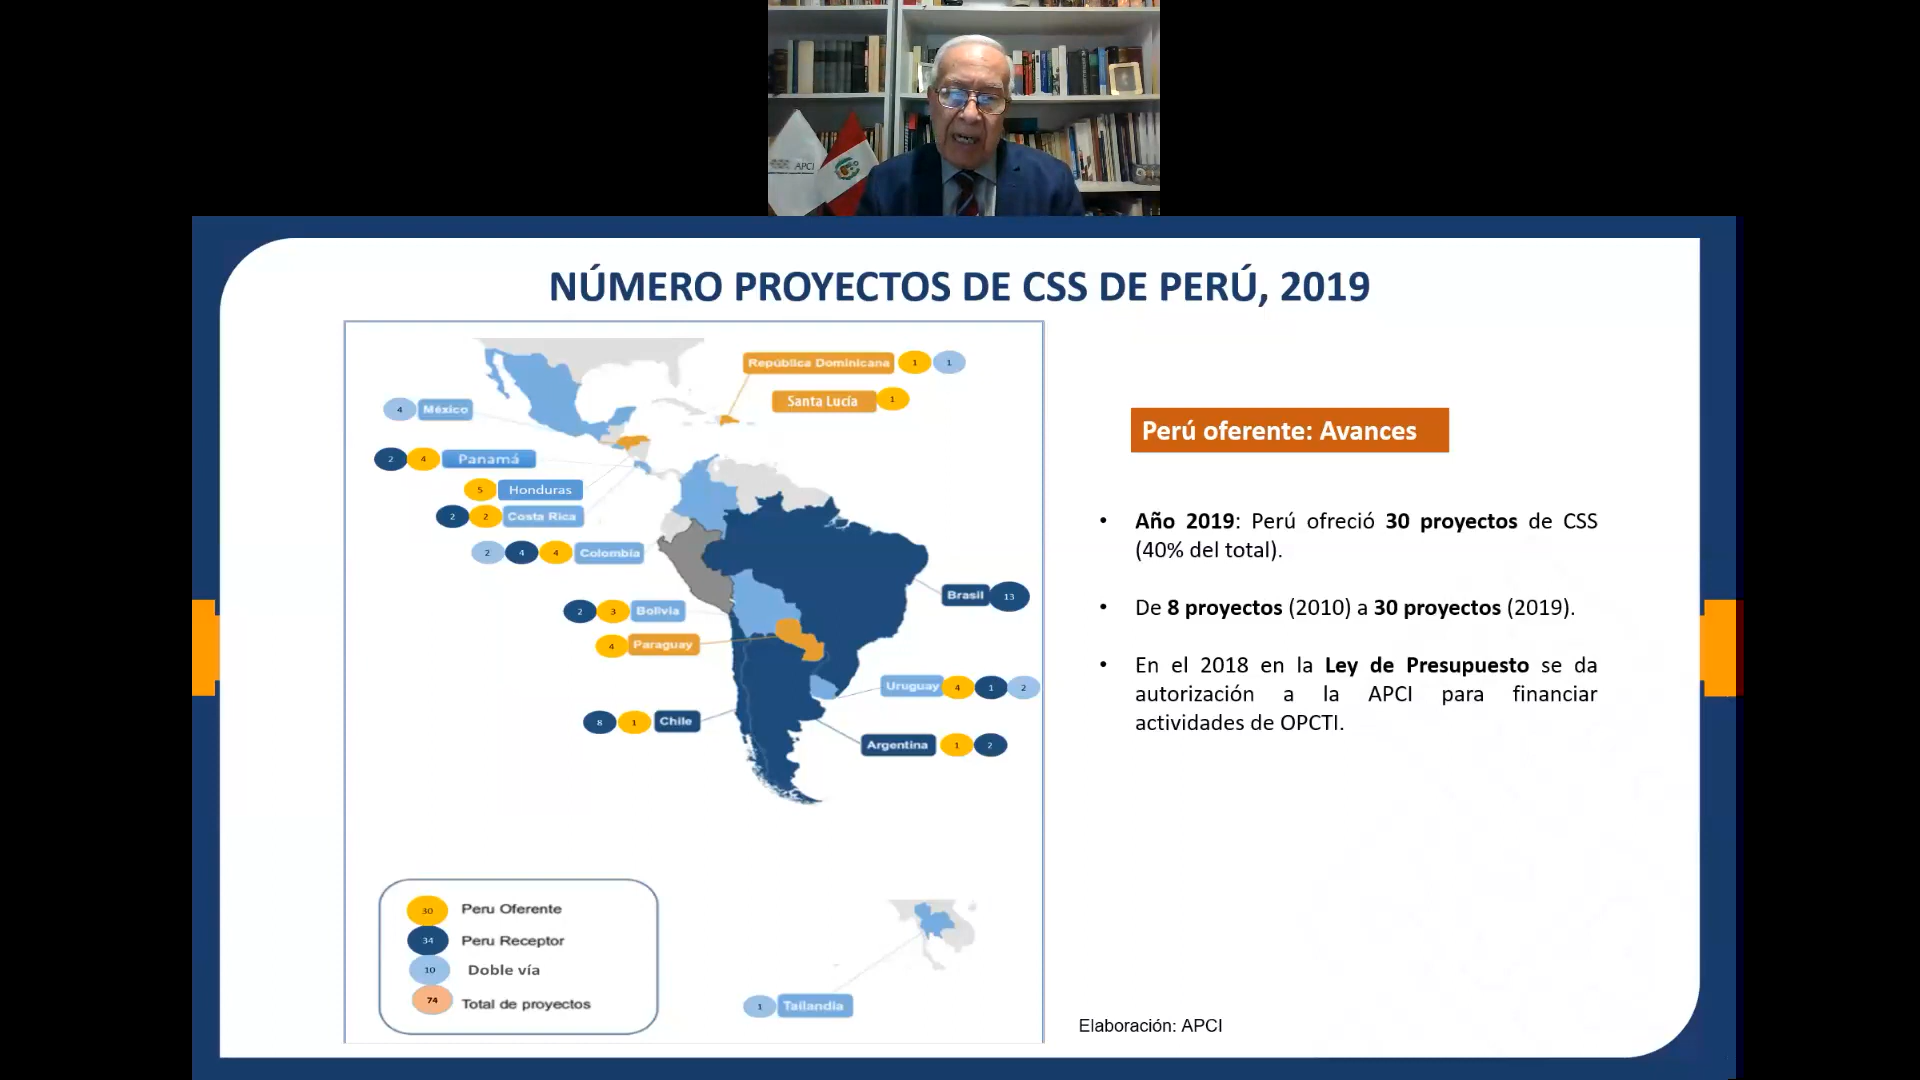 APCI
NÚMERO PROYECTOS DE CSS DE PERÚ, 2019
República Dominicana 1 1
Santa Lucía 1
4 México
2 4 Panamá
5 Honduras
2 2 Costa Rica
2 4 4 Colombia
Brasil 13
2 3 Bolivia
4 Paraguay
Uruguay 4 1 2
8 1 Chile
Argentina 1 2
30 Peru Oferente
34 Peru Receptor
10 Doble vía
74 Total de proyectos
1 Tailandia
Perú oferente: Avances
• Año 2019: Perú ofreció 30 proyectos de CSS
(40% del total).
• De 8 proyectos (2010) a 30 proyectos (2019).
• En el 2018 en la Ley de Presupuesto se da
autorización a la APCI para financiar
actividades de OPCTI.
Elaboración: APCI